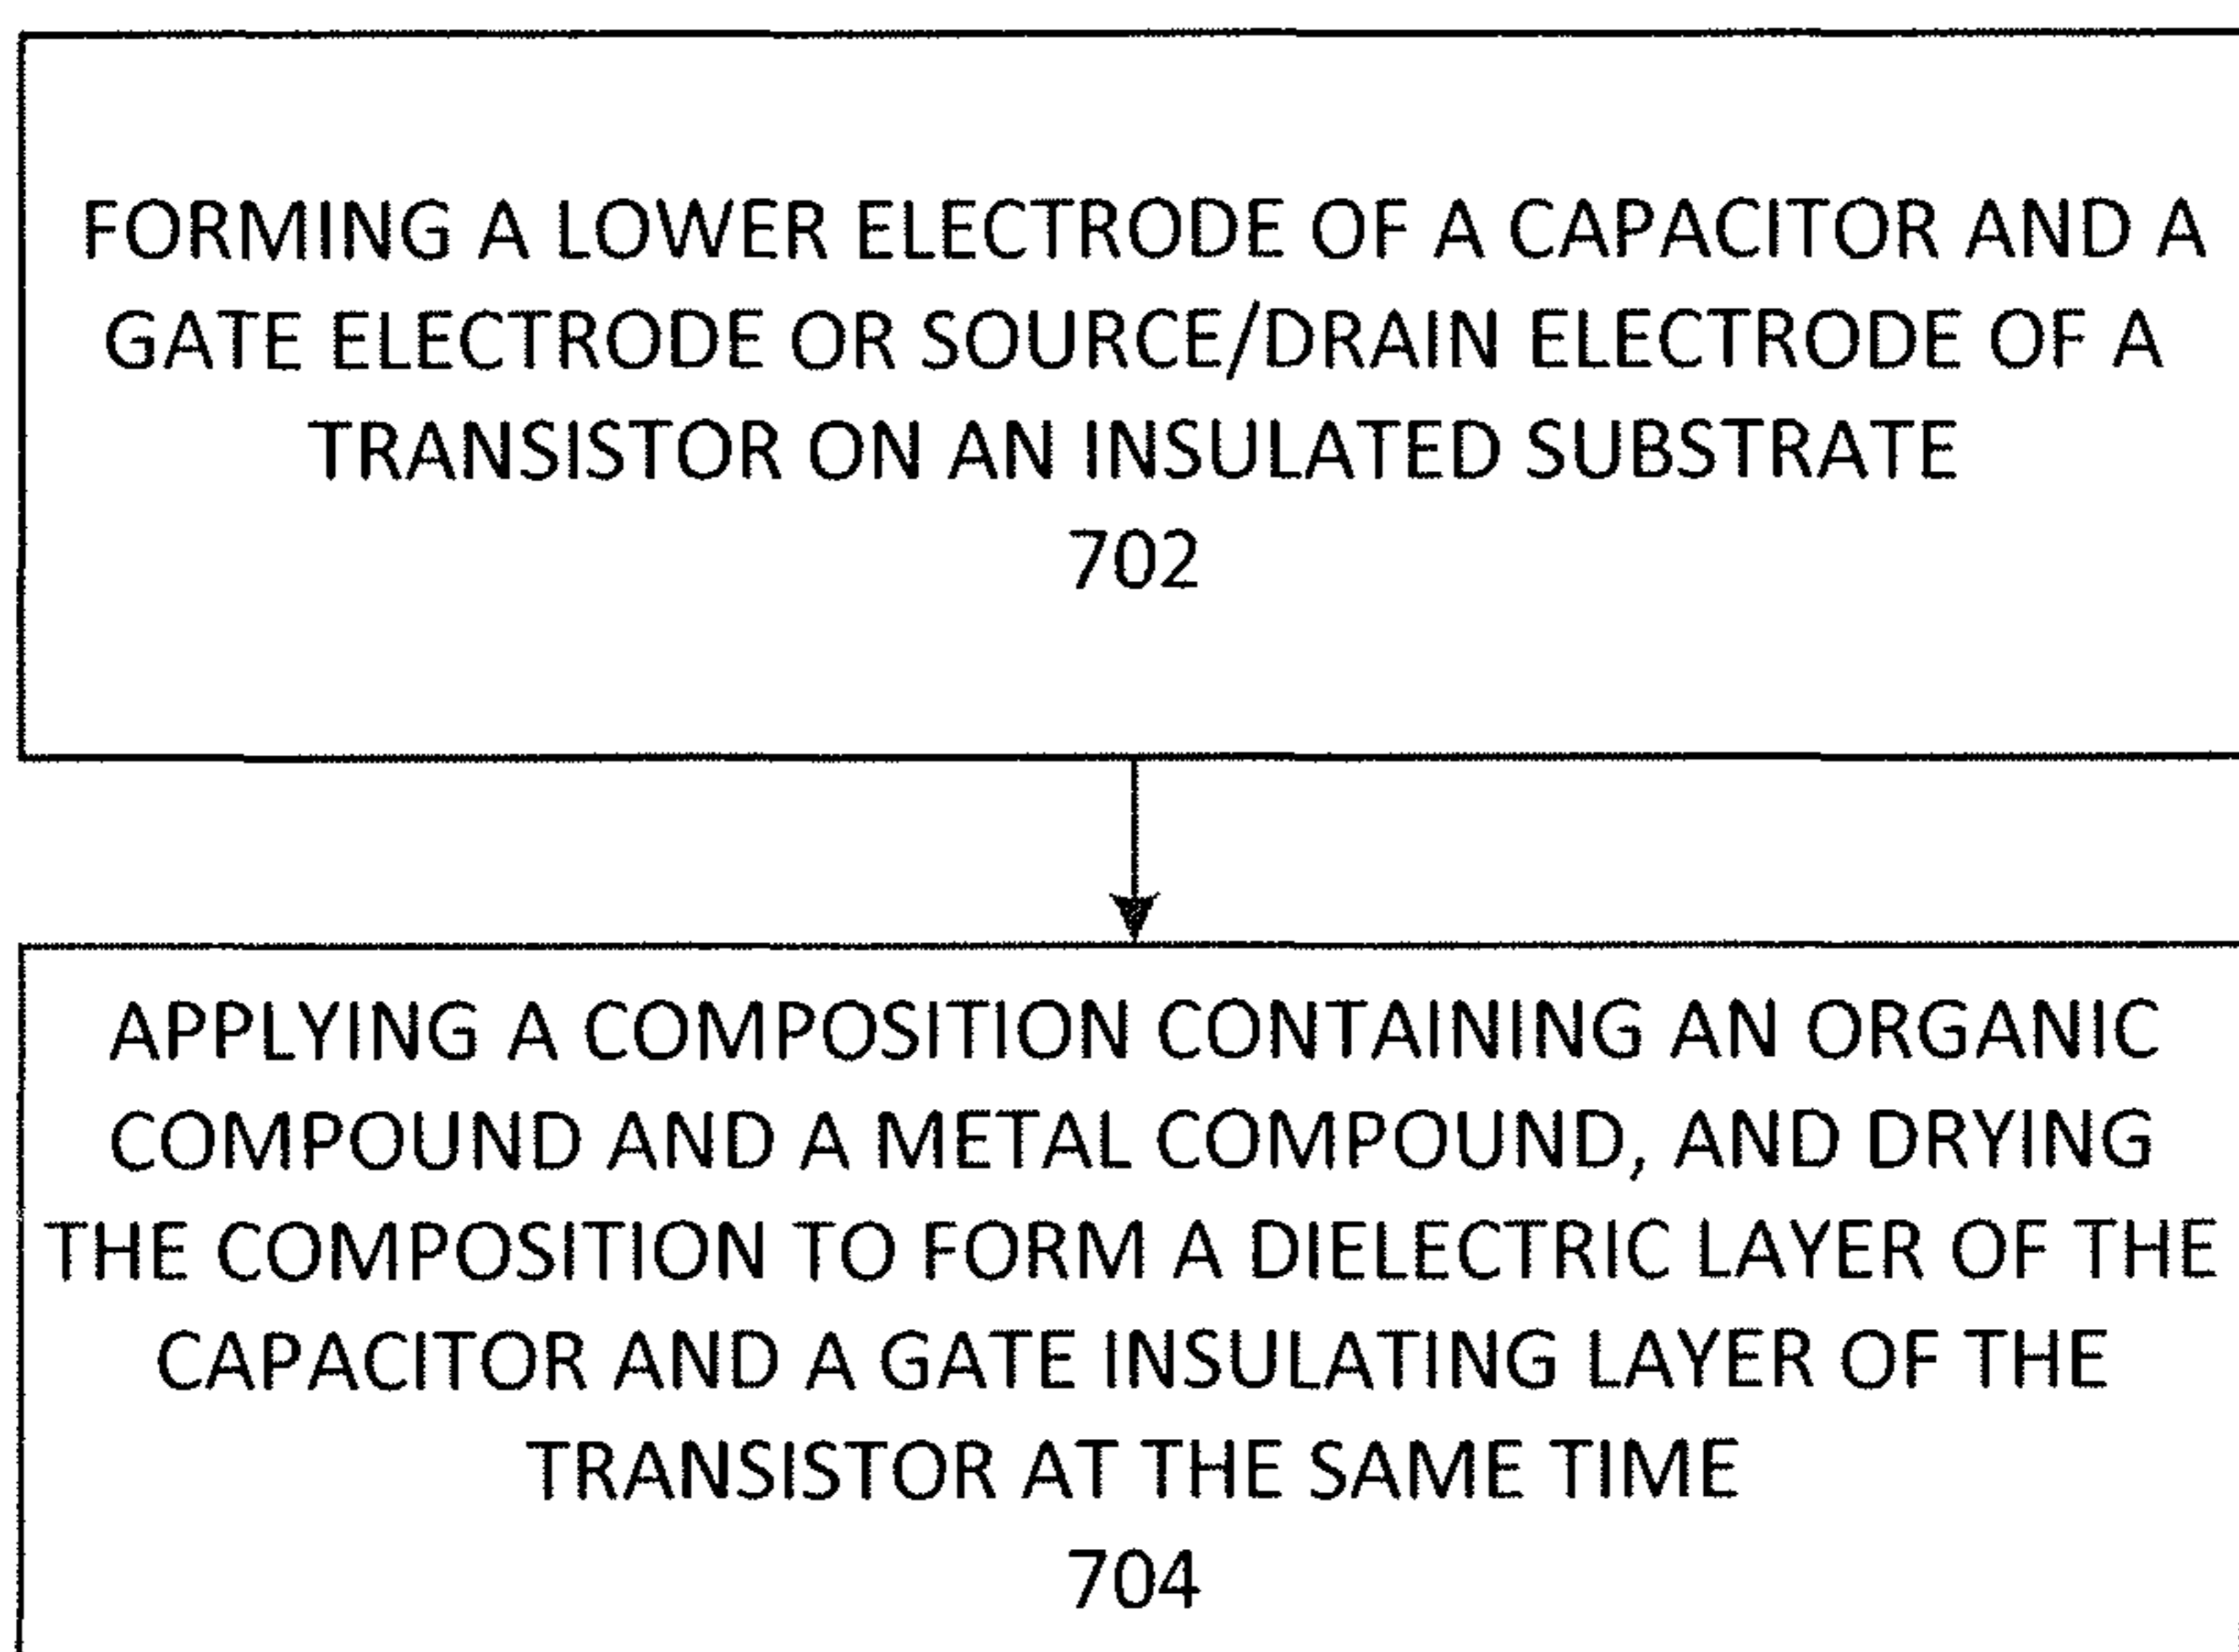 FORMING A LOWER ELECTRODE OF A CAPACITOR AND A
GATE ELECTRODE OR SOURCE/DRAIN ELECTRODE OF A
TRANSISTOR ON AN INSULATED SUBSTRATE
702
APPLYING A COMPOSITION CONTAINING AN ORGANIC
COMPOUND AND A METAL COMPOUND, AND DRYING
THE COMPOSITION TO FORM A DIELECTRIC LAYER OF THE
CAPACITOR AND A GATE INSULATING LAYER OF THE
TRANSISTOR AT THE SAME TIME
704